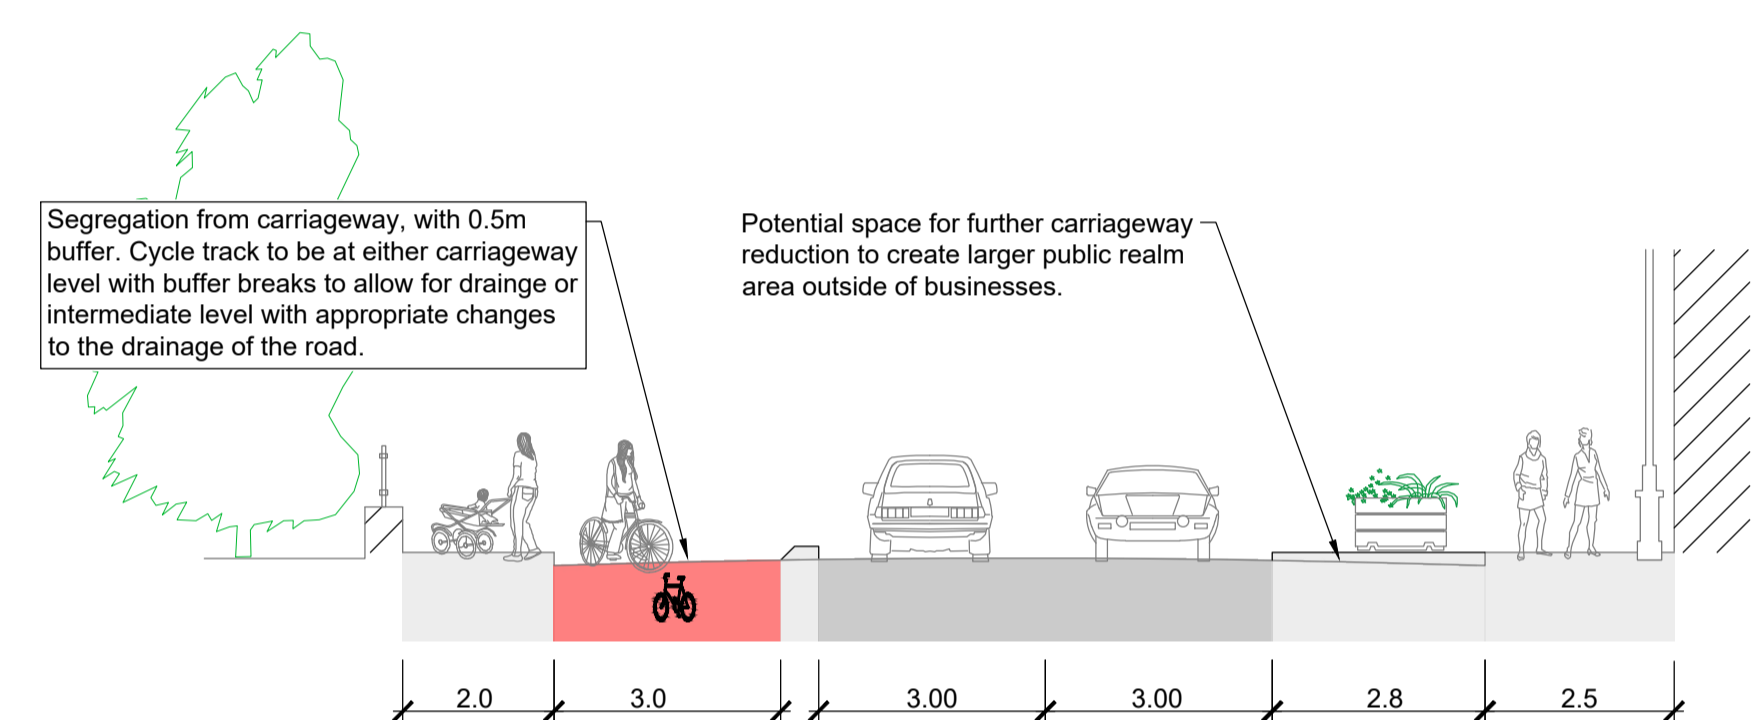 Segregation from carriageway, with 0.5m
buffer. Cycle track to be at either carriageway
level with buffer breaks to allow for drainge or
intermediate level with appropriate changes
to the drainage of the road.
Potential space for further carriageway
reduction to create larger public realm
area outside of businesses.
2.0
3.0
3.00
3.00
2.8
2.5